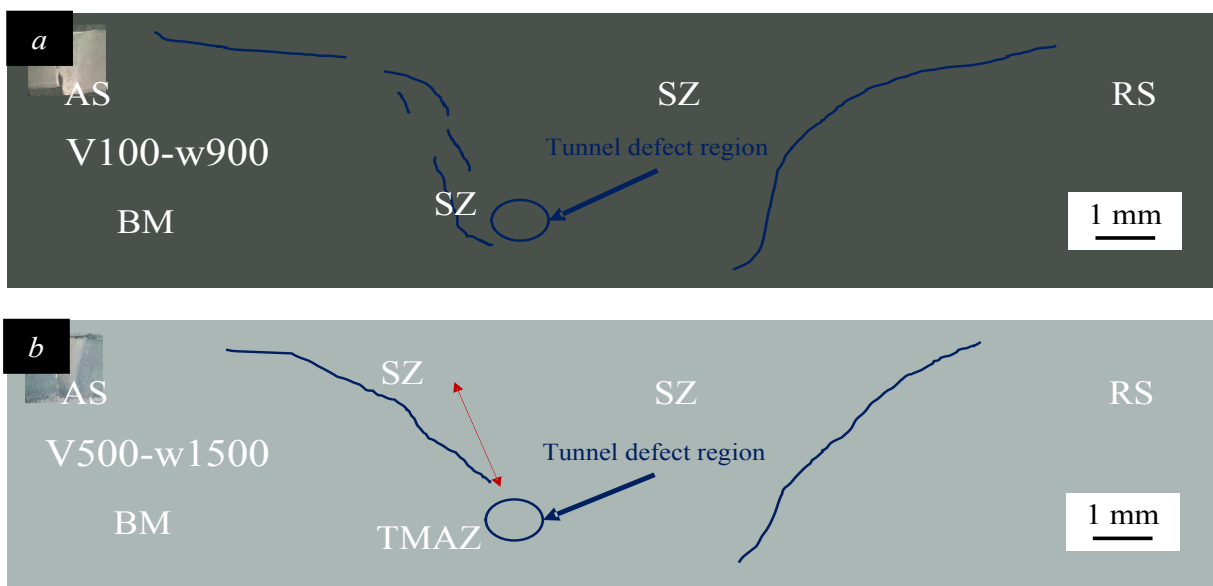 a
AS
SZ
RS
V100-w900
Tunnel defect region
SZ
BM
1 mm
b
SZ
AS
SZ
RS
V500-w1500
Tunnel defect region
BM
TMAZ
1 mm